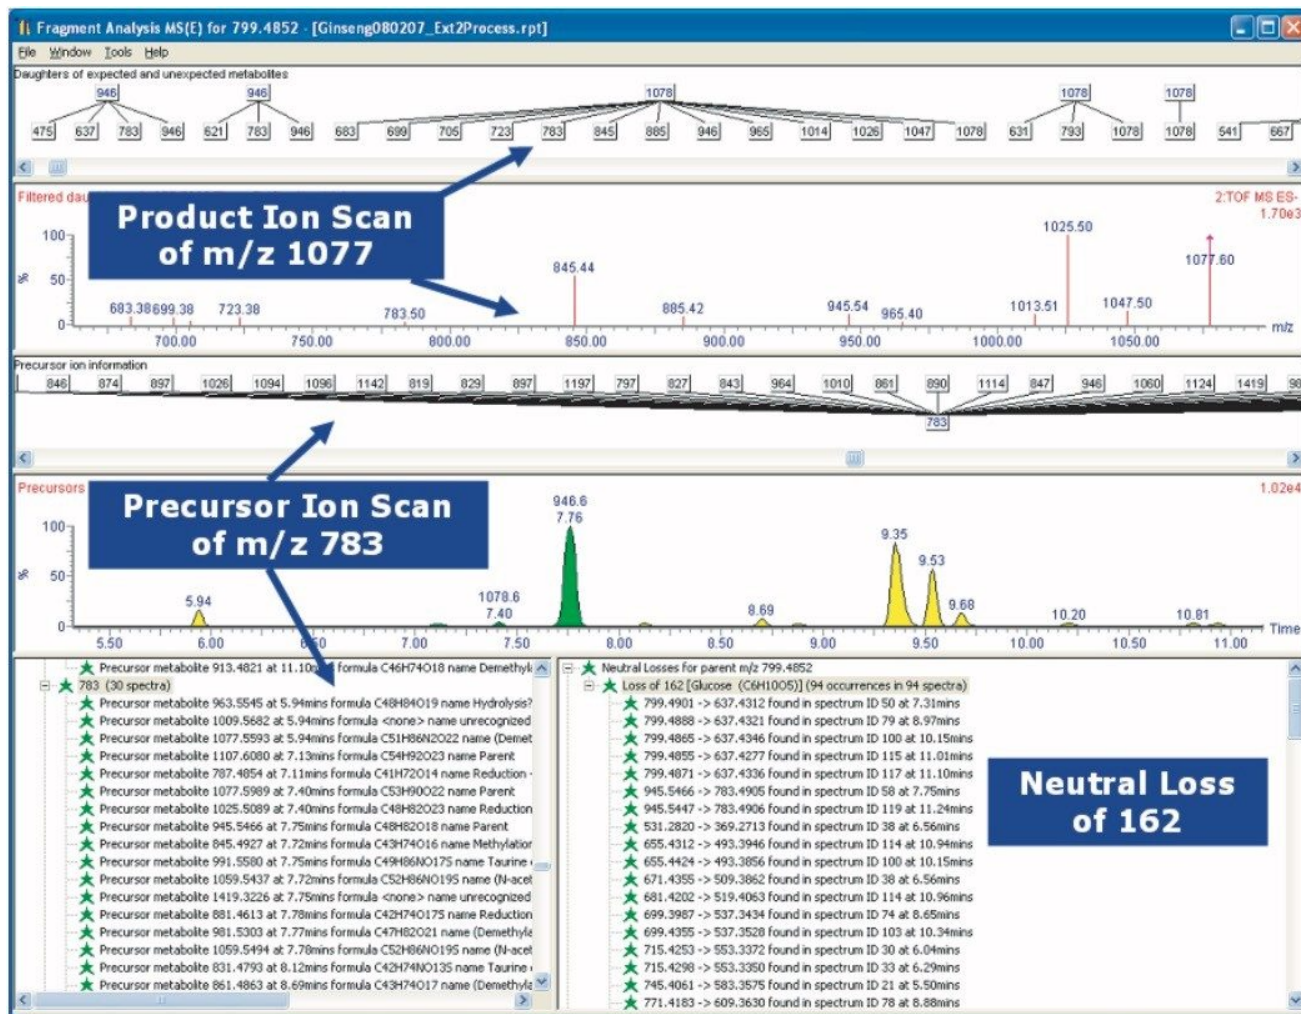 Fragment Analysis MS(E) for 799.4852 - [Ginseng080207_Ext2Process.rpt]
File Window Tools Help
Daughters of expected and unexpected metabolites
946 946 1078 1078 1078
475 637 783 946 621 783 946 683 699 705 723 783 845 885 946 965 1014 1026 1047 1078 631 793 1078 1078 541 667
Filtered dau
2:TOF MS ES-
1.70e3
Product Ion Scan
of m/z 1077
100
%
50
0
683.38 699.38 723.38 783.50 845.44 885.42 945.54 965.40 1013.51 1025.50 1047.50 1077.60
m/z
700.00 750.00 800.00 850.00 900.00 950.00 1000.00 1050.00
Precursor ion information
846 874 897 1026 1094 1096 1142 819 829 897 1197 797 827 843 964 1010 861 890 1114 847 946 1060 1124 1419 98
783
Precursors
1.02e4
Precursor Ion Scan
of m/z 783
100
%
50
0
5.94
1078.6
7.40
946.6
7.76
8.69
9.35
9.53
9.68
10.20
10.81
5.50 6.00 6.50 7.00 7.50 8.00 8.50 9.00 9.50 10.00 10.50 11.00 Time
Precursor metabolite 913.4821 at 11.10mins formula C46H74O18 name Demethyl
783 (30 spectra)
Precursor metabolite 963.5545 at 5.94mins formula C48H84O19 name Hydrolysis?
Precursor metabolite 1009.5682 at 5.94mins formula <none> name unrecognized
Precursor metabolite 1077.5593 at 5.94mins formula C51H86N2O22 name (Demet
Precursor metabolite 1107.6080 at 7.13mins formula C54H92O23 name Parent
Precursor metabolite 787.4854 at 7.11mins formula C41H72O14 name Reduction -
Precursor metabolite 1077.5989 at 7.40mins formula C53H90O22 name Parent
Precursor metabolite 1025.5089 at 7.40mins formula C48H82O23 name Reduction
Precursor metabolite 945.5466 at 7.75mins formula C48H82O18 name Parent
Precursor metabolite 845.4927 at 7.72mins formula C43H74O16 name Methylation
Precursor metabolite 991.5580 at 7.75mins formula C49H86NO17S name Taurine
Precursor metabolite 1059.5437 at 7.72mins formula C52H86NO19S name (N-acet
Precursor metabolite 1419.3226 at 7.75mins formula <none> name unrecognized
Precursor metabolite 881.4613 at 7.78mins formula C42H74O17S name Reduction
Precursor metabolite 981.5303 at 7.77mins formula C47H82O21 name (Demethyla
Precursor metabolite 1059.5494 at 7.78mins formula C52H86NO19S name (N-acet
Precursor metabolite 831.4793 at 8.12mins formula C42H74NO13S name Taurine
Precursor metabolite 861.4863 at 8.69mins formula C43H74O17 name (Demethyla
Neutral Losses for parent m/z 799.4852
Loss of 162 [Glucose (C6H10O5)] (94 occurrences in 94 spectra)
799.4901 -> 637.4312 found in spectrum ID 50 at 7.31mins
799.4888 -> 637.4321 found in spectrum ID 79 at 8.97mins
799.4865 -> 637.4346 found in spectrum ID 100 at 10.15mins
799.4855 -> 637.4277 found in spectrum ID 115 at 11.01mins
799.4871 -> 637.4336 found in spectrum ID 117 at 11.10mins
945.5466 -> 783.4905 found in spectrum ID 58 at 7.75mins
945.5447 -> 783.4906 found in spectrum ID 119 at 11.24mins
531.2820 -> 369.2713 found in spectrum ID 38 at 6.56mins
655.4312 -> 493.3946 found in spectrum ID 114 at 10.94mins
655.4424 -> 493.3856 found in spectrum ID 100 at 10.15mins
671.4355 -> 509.3862 found in spectrum ID 38 at 6.56mins
681.4202 -> 519.4063 found in spectrum ID 114 at 10.96mins
699.3987 -> 537.3434 found in spectrum ID 74 at 8.65mins
699.4355 -> 537.3528 found in spectrum ID 103 at 10.34mins
715.4253 -> 553.3372 found in spectrum ID 30 at 6.04mins
715.4298 -> 553.3350 found in spectrum ID 33 at 6.29mins
745.4061 -> 583.3575 found in spectrum ID 21 at 5.50mins
771.4183 -> 609.3630 found in spectrum ID 78 at 8.88mins
Neutral Loss
of 162